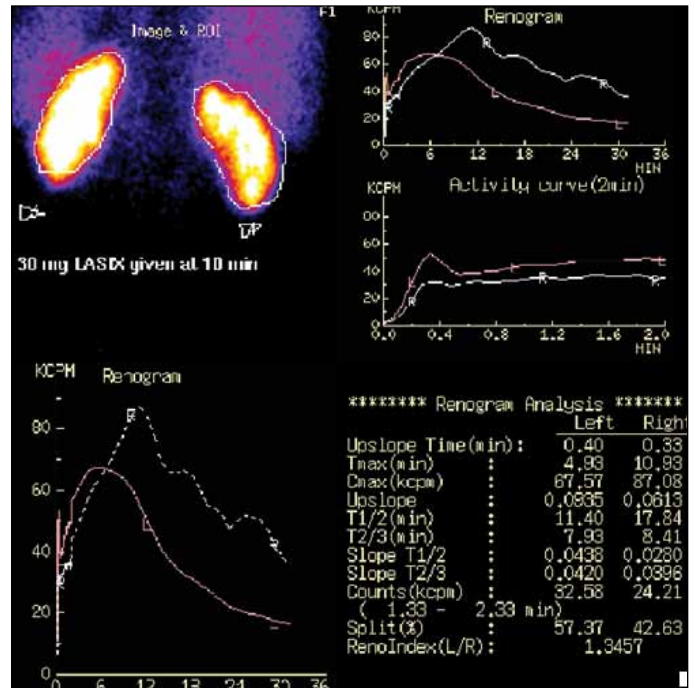 F1
Image & ROI
30 mg LASIX given at 10 min
Renogram
KCPM
80
60
40
20
0
0 6 12 18 24 30 36
MIN
L R
Activity curve(2min)
KCPM
80
60
40
20
0
0.0 0.4 0.8 1.2 1.6 2.0
MIN
L R
Renogram
KCPM
80
60
40
20
0
0 6 12 18 24 30 36
L R
******** Renogram Analysis *******
Left Right
Upslope Time(min): 0.40 0.33
Tmax(min) : 4.93 10.93
Cmax(kcpm) : 67.57 87.08
Upslope : 0.0935 0.0613
T1/2(min) : 11.40 17.84
T2/3(min) : 7.93 8.41
Slope T1/2 : 0.0438 0.0280
Slope T2/3 : 0.0420 0.0396
Counts(kcpm) : 32.58 24.21
( 1.33 - 2.33 min)
Split(%) : 57.37 42.63
RenoIndex(L/R): 1.3457